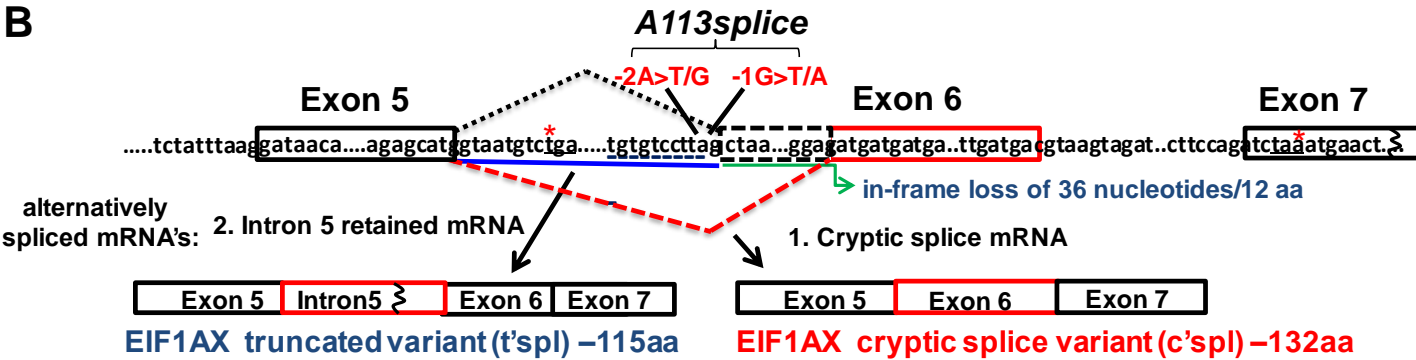 B
A113splice
-2A>T/G -1G>T/A
Exon 5 Exon 6 Exon 7
* *
.....tctatttaaggataaca....agagcatggtaatgtctga.....tgtgtccttagctaa...ggagatgatgatga..ttgatgacgtaagtagat..cttccagatctaaatgaact....
in-frame loss of 36 nucleotides/12 aa
alternatively
spliced mRNA's: 2. Intron 5 retained mRNA 1. Cryptic splice mRNA
Exon 5 Intron5 Exon 6 Exon 7 Exon 5 Exon 6 Exon 7
EIF1AX truncated variant (t'spl) –115aa EIF1AX cryptic splice variant (c'spl) –132aa